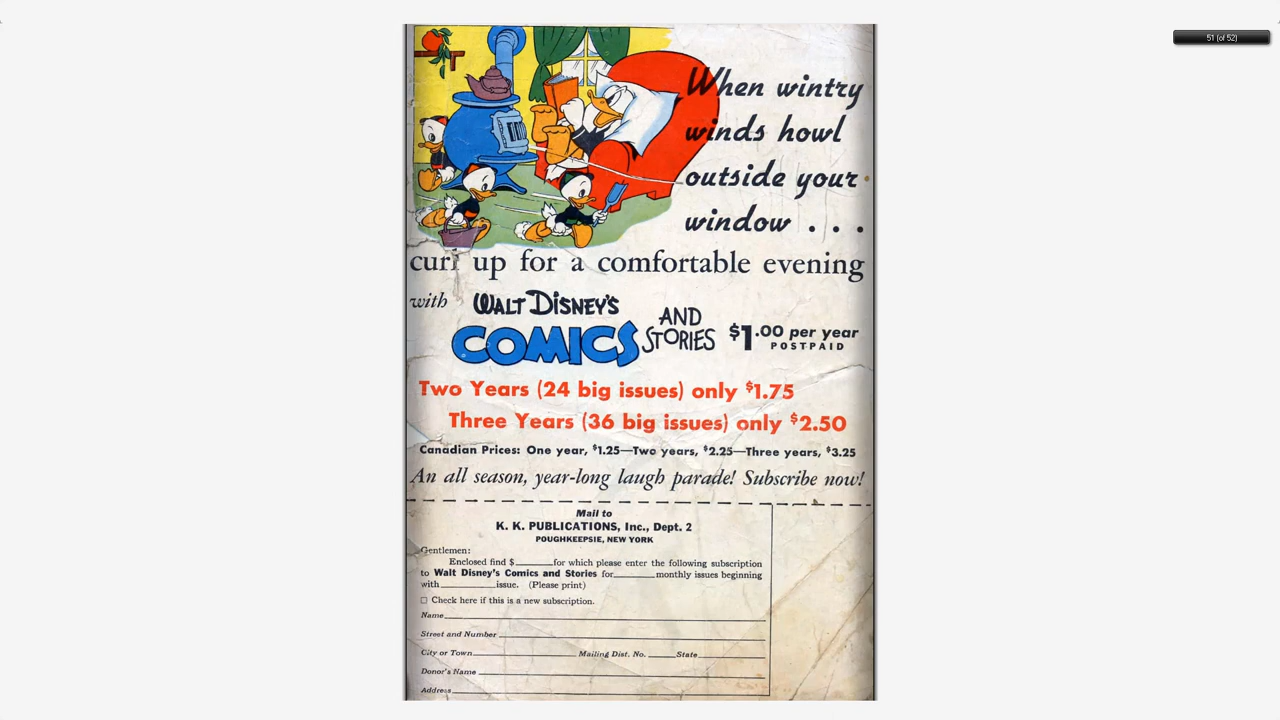 51 (of 52)
When wintry
winds howl
outside your
window . . .
curl up for a comfortable evening
with WALT DISNEY'S
COMICS AND
STORIES
$1.00 per year
POSTPAID
Two Years (24 big issues) only $1.75
Three Years (36 big issues) only $2.50
Canadian Prices: One year, $1.25—Two years, $2.25—Three years, $3.25
An all season, year-long laugh parade! Subscribe now!
Mail to
K. K. PUBLICATIONS, Inc., Dept. 2
POUGHKEEPSIE, NEW YORK
Gentlemen:
Enclosed find $________for which please enter the following subscription
to Walt Disney's Comics and Stories for________monthly issues beginning
with____________issue. (Please print)
☐ Check here if this is a new subscription.
Name
Street and Number
City or Town Mailing Dist. No. State
Donor's Name
Address